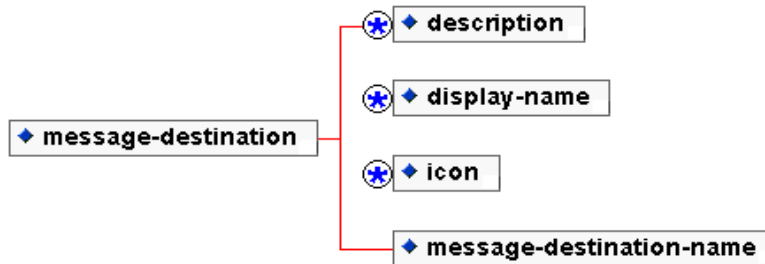 description
display-name
message-destination
icon
message-destination-name